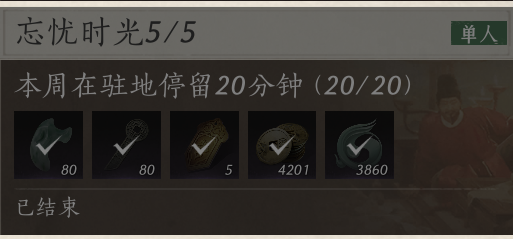 忘忧时光5/5
单人
本周在驻地停留20分钟 (20/20)
80 80 5 4201 3860
已结束